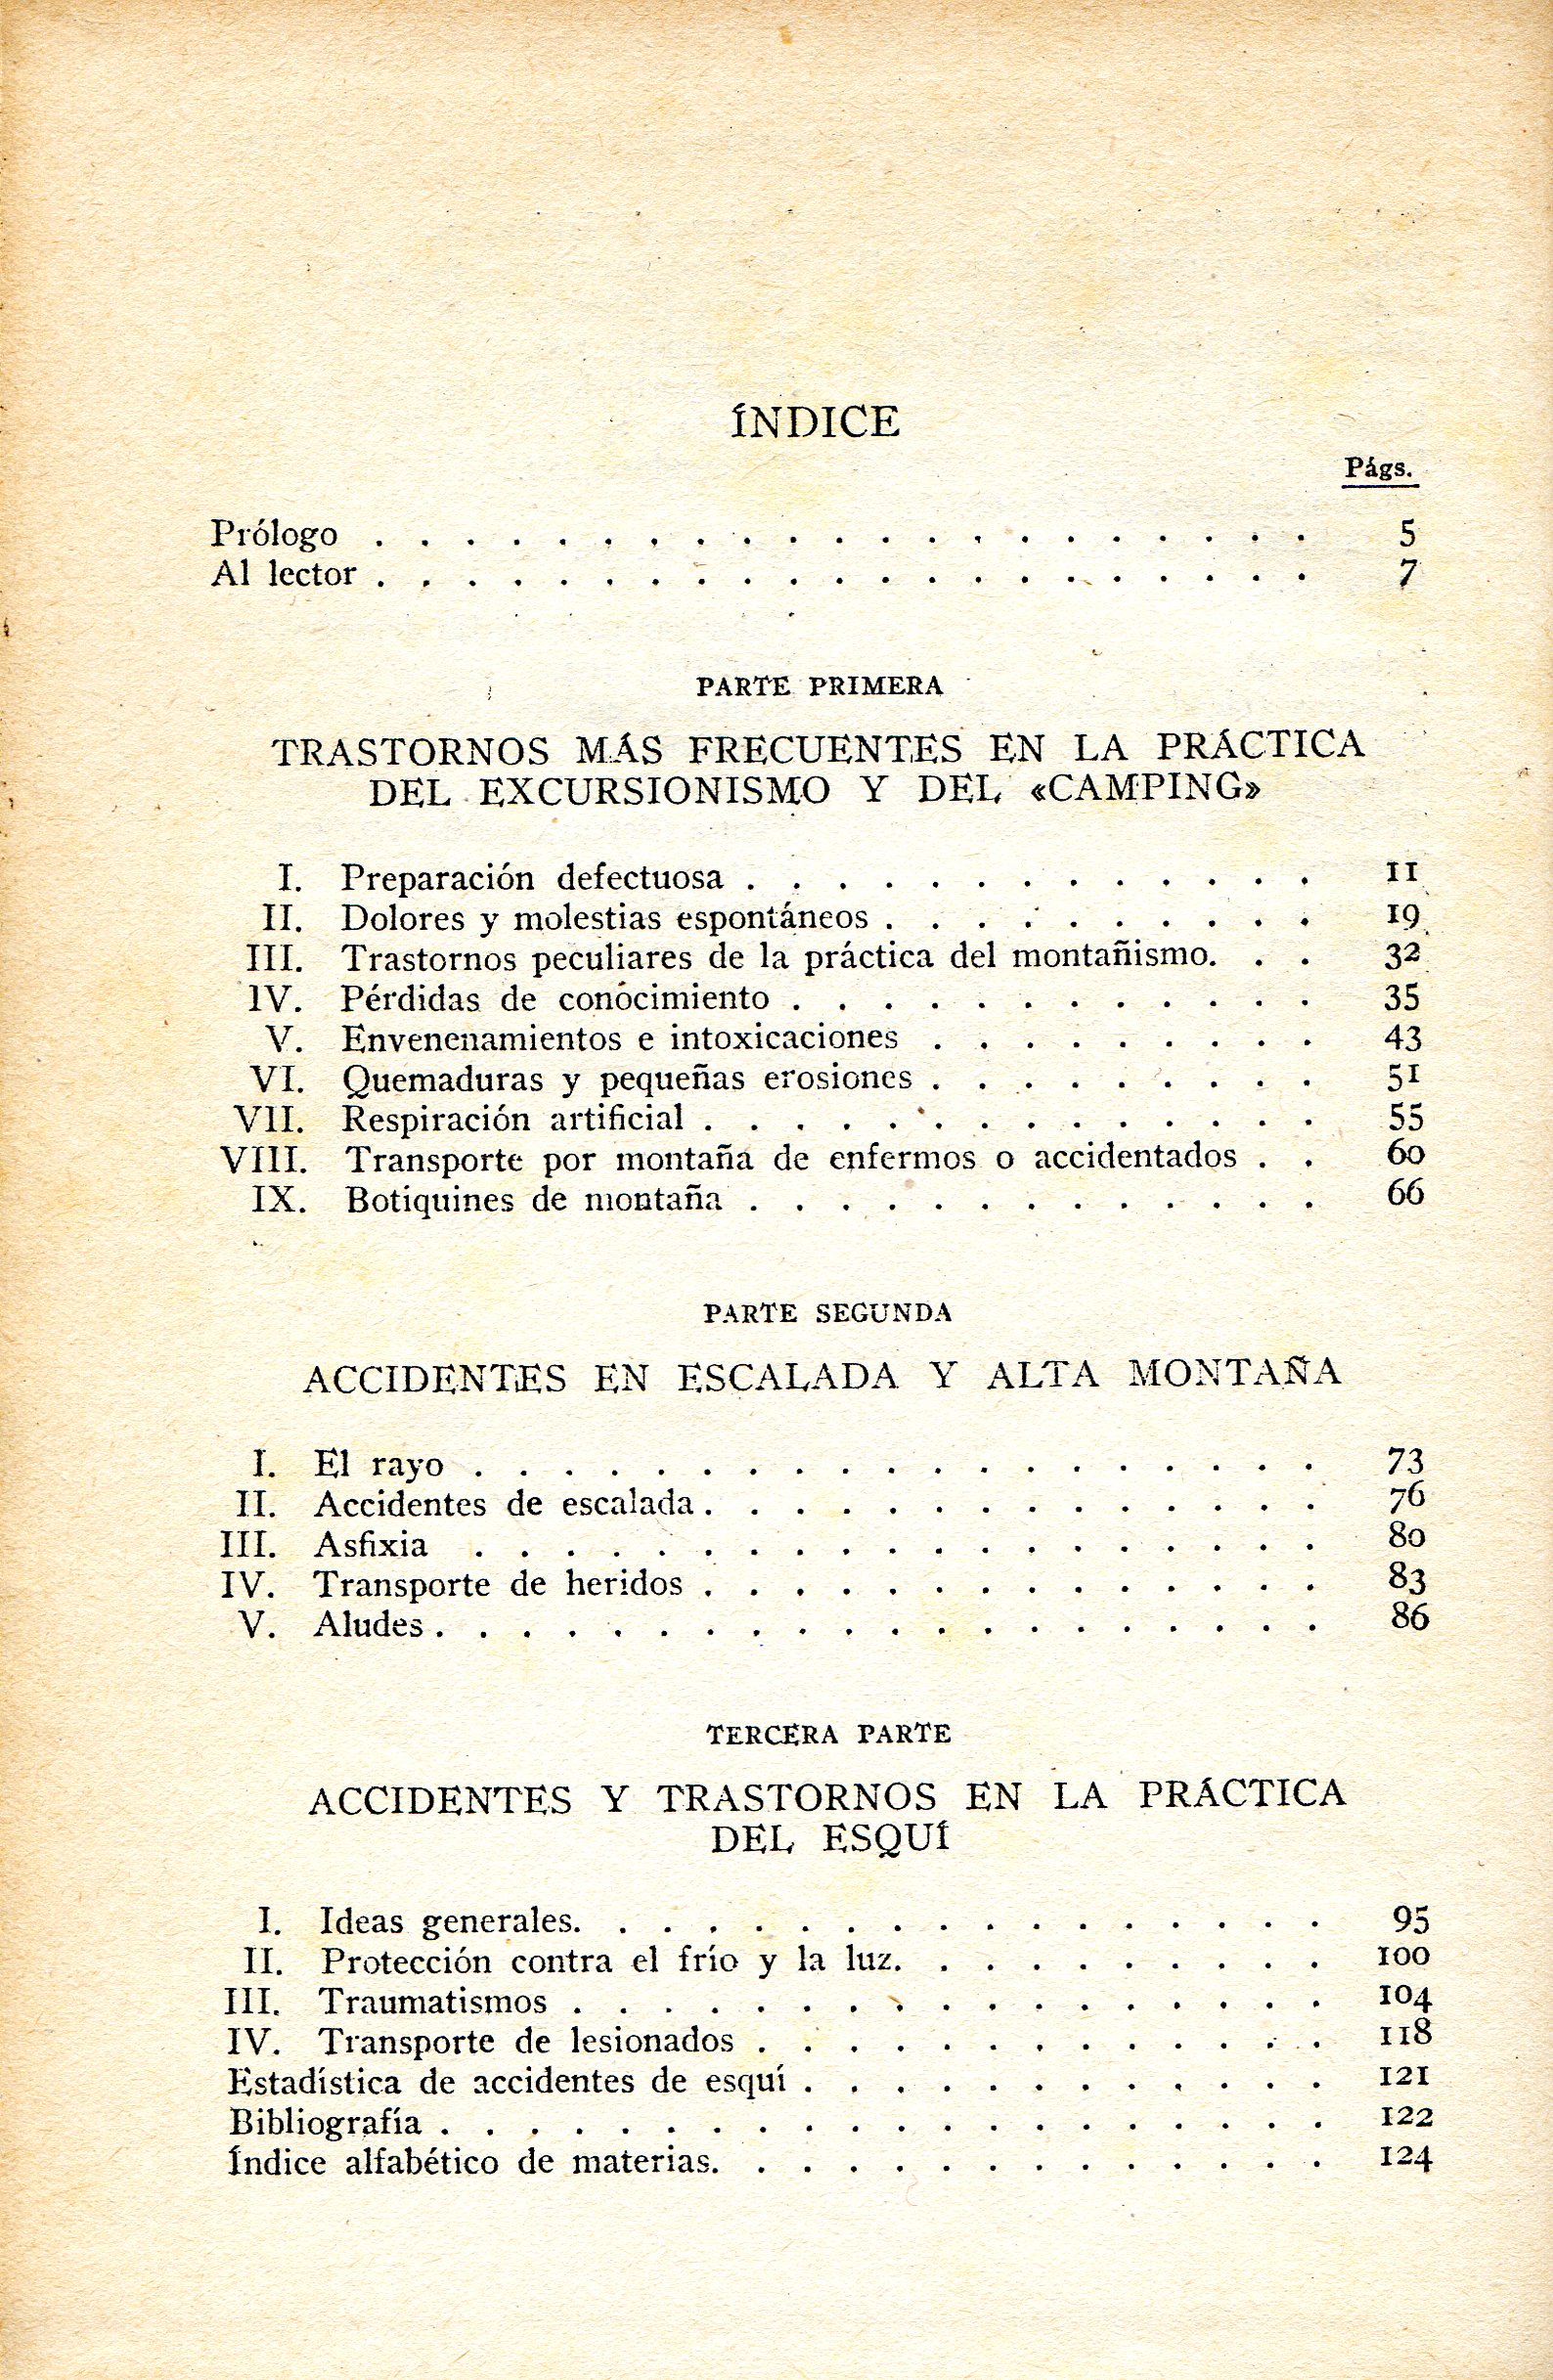 ÍNDICE
Págs.
Prólogo . . . . . . . . . . . . . . . . . . . . . 5
Al lector . . . . . . . . . . . . . . . . . . . . . 7
PARTE PRIMERA
TRASTORNOS MÁS FRECUENTES EN LA PRÁCTICA
DEL EXCURSIONISMO Y DEL «CAMPING»
I. Preparación defectuosa . . . . . . . . . . . . . 11
II. Dolores y molestias espontáneos . . . . . . . . . . 19
III. Trastornos peculiares de la práctica del montañismo. . . 32
IV. Pérdidas de conocimiento . . . . . . . . . . . . 35
V. Envenenamientos e intoxicaciones . . . . . . . . . 43
VI. Quemaduras y pequeñas erosiones . . . . . . . . . 51
VII. Respiración artificial . . . . . . . . . . . . . . 55
VIII. Transporte por montaña de enfermos o accidentados . . 60
IX. Botiquines de montaña . . . . . . . . . . . . . 66
PARTE SEGUNDA
ACCIDENTES EN ESCALADA Y ALTA MONTAÑA
I. El rayo . . . . . . . . . . . . . . . . . . . 73
II. Accidentes de escalada . . . . . . . . . . . . . . 76
III. Asfixia . . . . . . . . . . . . . . . . . . . 80
IV. Transporte de heridos . . . . . . . . . . . . . . 83
V. Aludes . . . . . . . . . . . . . . . . . . . . 86
TERCERA PARTE
ACCIDENTES Y TRASTORNOS EN LA PRÁCTICA
DEL ESQUÍ
I. Ideas generales. . . . . . . . . . . . . . . . . 95
II. Protección contra el frío y la luz. . . . . . . . . . 100
III. Traumatismos . . . . . . . . . . . . . . . . . 104
IV. Transporte de lesionados . . . . . . . . . . . . . 118
Estadística de accidentes de esquí . . . . . . . . . . . . 121
Bibliografía . . . . . . . . . . . . . . . . . . . . 122
Índice alfabético de materias. . . . . . . . . . . . . . 124